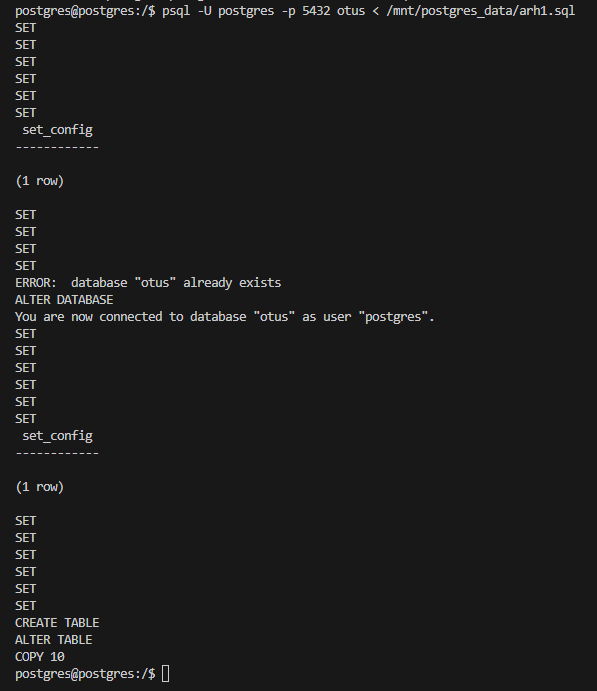 postgres@postgres:/$ psql -U postgres -p 5432 otus < /mnt/postgres_data/arh1.sql
SET
SET
SET
SET
SET
SET
 set_config
------------

(1 row)

SET
SET
SET
SET
ERROR:  database "otus" already exists
ALTER DATABASE
You are now connected to database "otus" as user "postgres".
SET
SET
SET
SET
SET
SET
 set_config
------------

(1 row)

SET
SET
SET
SET
SET
SET
CREATE TABLE
ALTER TABLE
COPY 10
postgres@postgres:/$